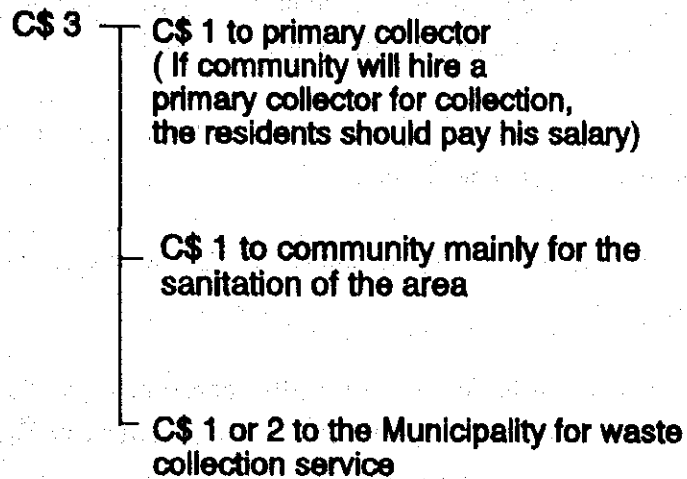 C$ 3 C$ 1 to primary collector
( If community will hire a
primary collector for collection,
the residents should pay his salary)
C$ 1 to community mainly for the
sanitation of the area
C$ 1 or 2 to the Municipality for waste
collection service